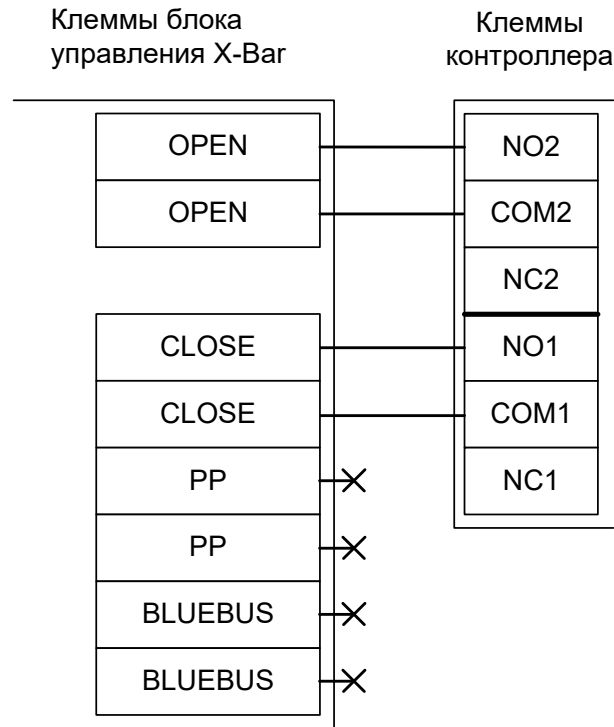 Клеммы блока
управления X-Bar
Клеммы
контроллера
OPEN
OPEN
CLOSE
CLOSE
PP
PP
BLUEBUS
BLUEBUS
NO2
COM2
NC2
NO1
COM1
NC1